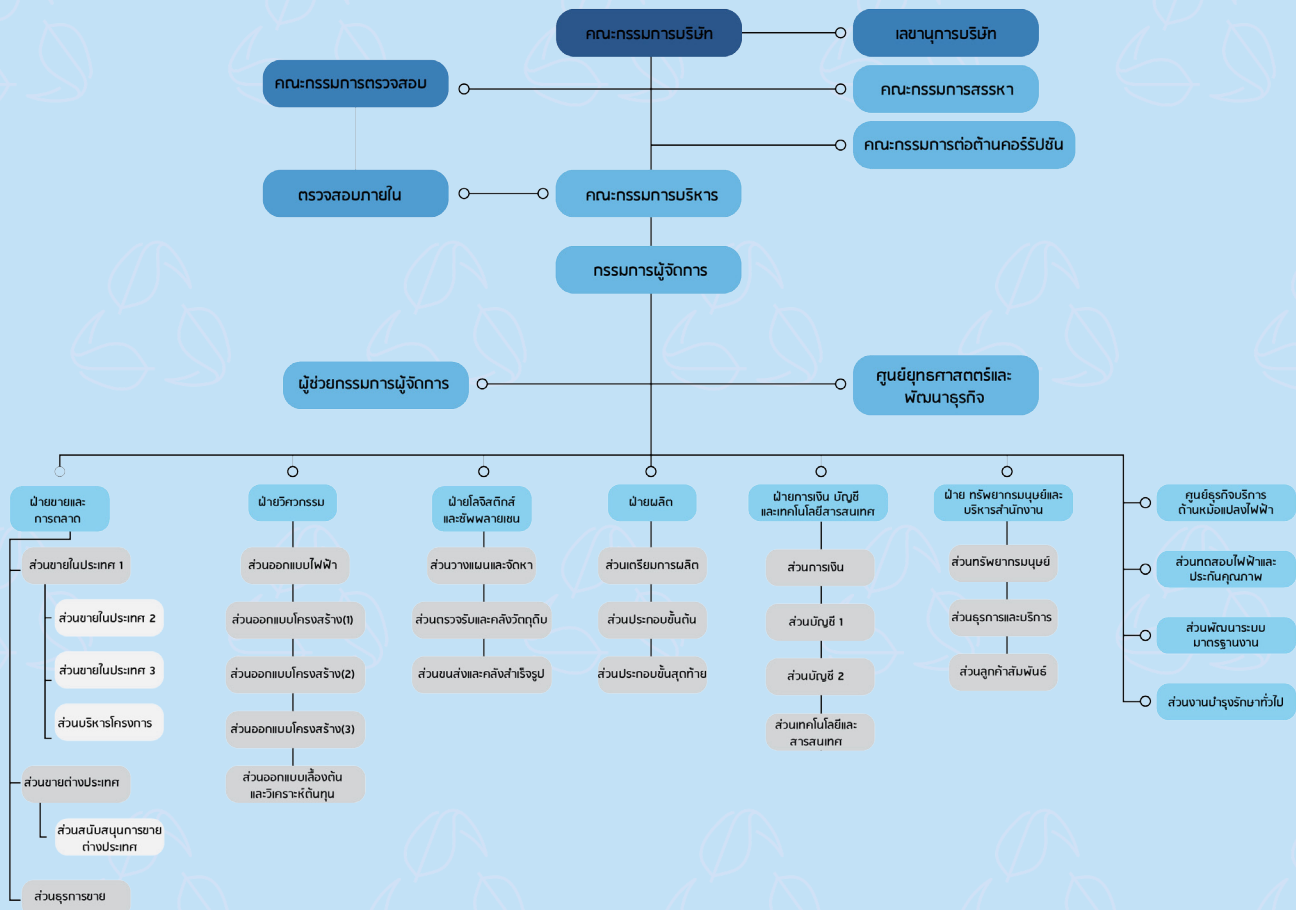 คณะกรรมการบริษัท
เลขานุการบริษัท
คณะกรรมการตรวจสอบ
คณะกรรมการสรรหา
คณะกรรมการต่อต้านคอร์รัปชัน
ตรวจสอบภายใน
คณะกรรมการบริหาร
กรรมการผู้จัดการ
ผู้ช่วยกรรมการผู้จัดการ
ศูนย์ยุทธศาสตร์และ
พัฒนาธุรกิจ
ฝ่ายขายและ
การตลาด
ส่วนขายในประเทศ 1
ส่วนขายในประเทศ 2
ส่วนขายในประเทศ 3
ส่วนบริหารโครงการ
ส่วนขายต่างประเทศ
ส่วนสนับสนุนการขาย
ต่างประเทศ
ส่วนธุรการขาย
ฝ่ายวิศวกรรม
ส่วนออกแบบไฟฟ้า
ส่วนออกแบบโครงสร้าง(1)
ส่วนออกแบบโครงสร้าง(2)
ส่วนออกแบบโครงสร้าง(3)
ส่วนออกแบบเลื้องต้น
และวิเคราะห์ต้นทุน
ฝ่ายโลจิสติกส์
และซัพพลายเชน
ส่วนวางแผนและจัดหา
ส่วนตรวจรับและคลังวัตถุดิบ
ส่วนขนส่งและคลังสำเร็จรูป
ฝ่ายผลิต
ส่วนเตรียมการผลิต
ส่วนประกอบขั้นต้น
ส่วนประกอบขั้นสุดท้าย
ฝ่ายการเงิน บัญชี
และเทคโนโลยีสารสนเทศ
ส่วนการเงิน
ส่วนบัญชี 1
ส่วนบัญชี 2
ส่วนเทคโนโลยีและ
สารสนเทศ
ฝ่าย ทรัพยากรมนุษย์และ
บริหารสำนักงาน
ส่วนทรัพยากรมนุษย์
ส่วนธุรการและบริการ
ส่วนลูกค้าสัมพันธ์
ศูนย์ธุรกิจบริการ
ด้านหม้อแปลงไฟฟ้า
ส่วนทดสอบไฟฟ้าและ
ประกันคุณภาพ
ส่วนพัฒนาระบบ
มาตรฐานงาน
ส่วนงานบำรุงรักษาทั่วไป